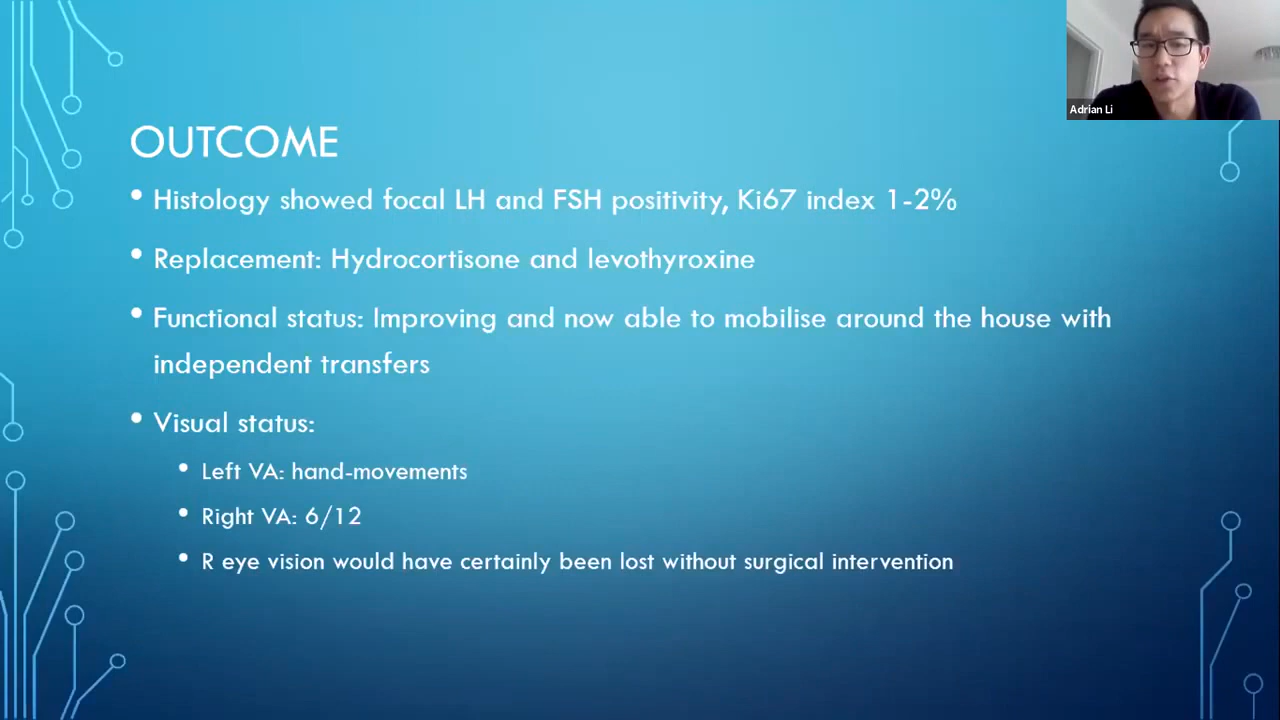 Adrian Li
OUTCOME
• Histology showed focal LH and FSH positivity, Ki67 index 1-2%
• Replacement: Hydrocortisone and levothyroxine
• Functional status: Improving and now able to mobilise around the house with
independent transfers
• Visual status:
• Left VA: hand-movements
• Right VA: 6/12
• R eye vision would have certainly been lost without surgical intervention